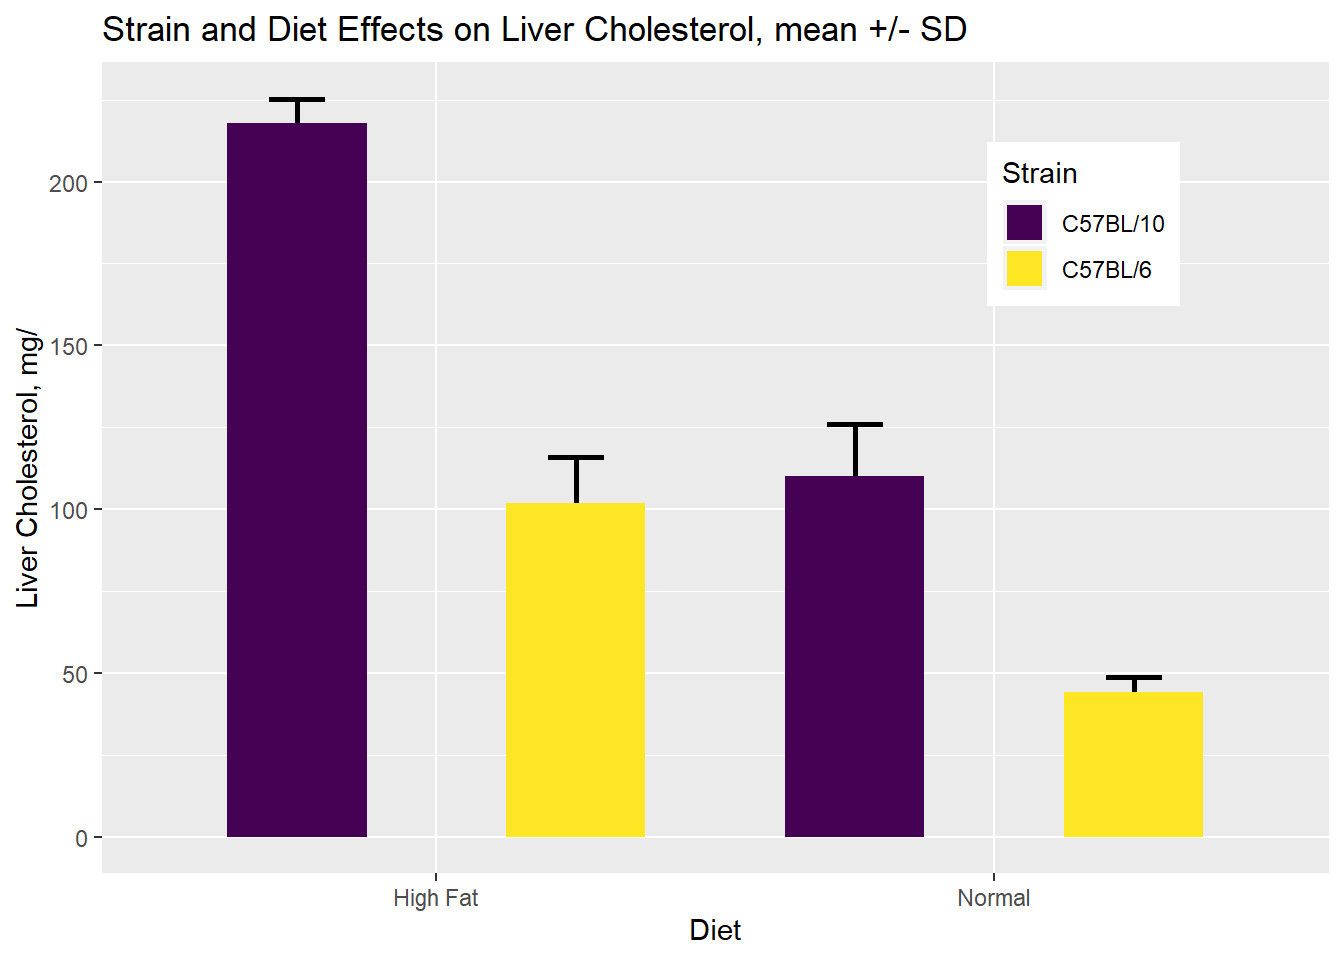 Strain and Diet Effects on Liver Cholesterol, mean +/- SD
Liver Cholesterol, mg/
200
150
100
50
0
Strain
C57BL/10
C57BL/6
High Fat
Normal
Diet